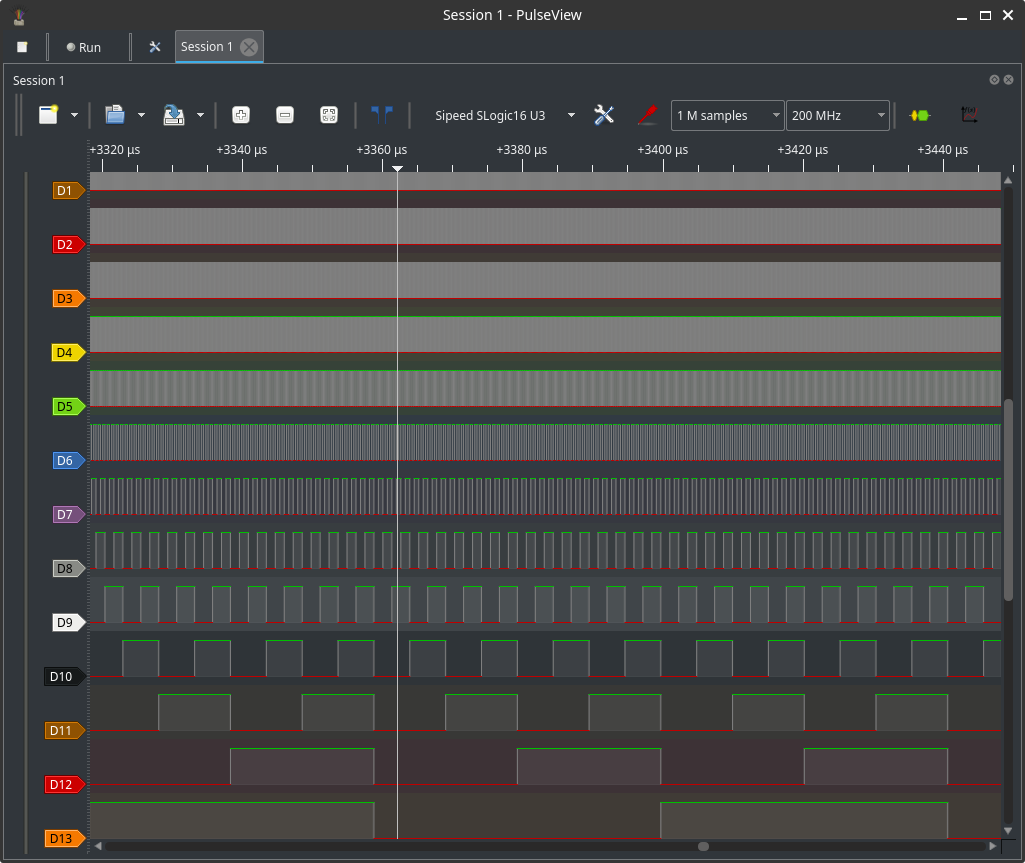 Session 1 - PulseView
Run
Session 1
Session 1
Sipeed SLogic16 U3
1 M samples
200 MHz
+3320 µs +3340 µs +3360 µs +3380 µs +3400 µs +3420 µs +3440 µs
D1
D2
D3
D4
D5
D6
D7
D8
D9
D10
D11
D12
D13